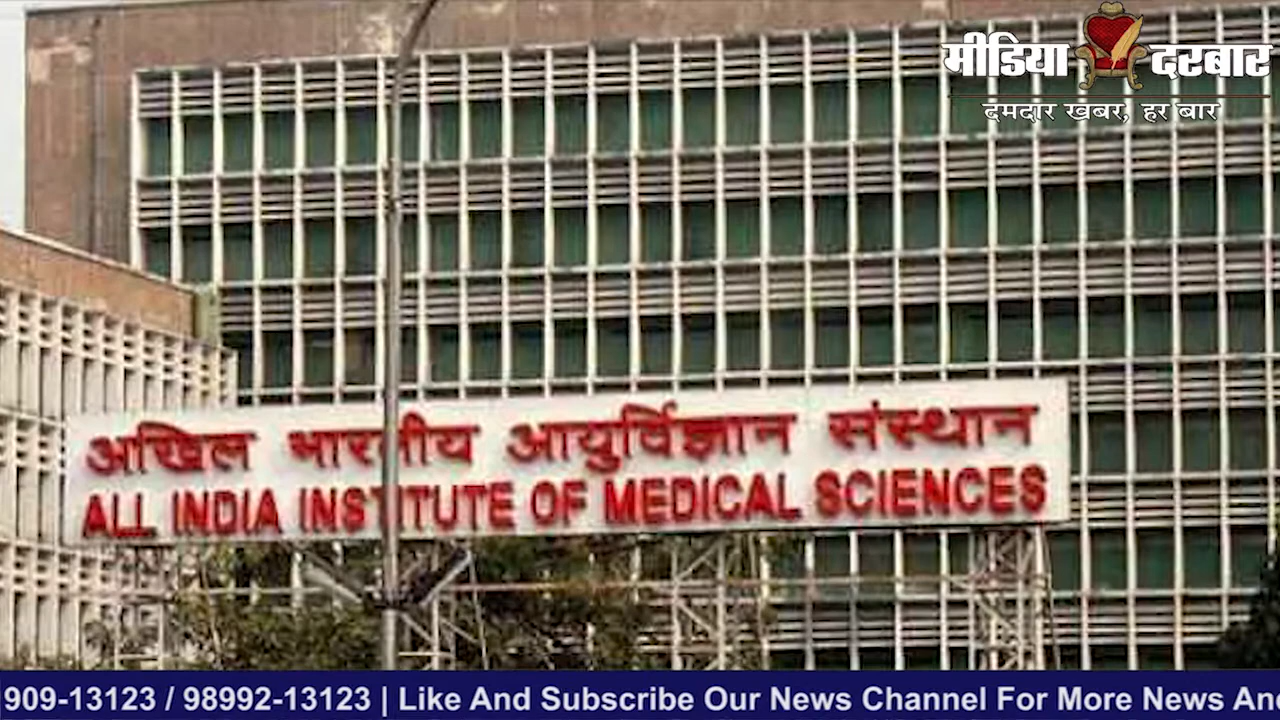 मीडिया दरबार
दमदार खबर, हर बार
अखिल भारतीय आयुर्विज्ञान संस्थान
ALL INDIA INSTITUTE OF MEDICAL SCIENCES
909-13123 / 98992-13123 | Like And Subscribe Our News Channel For More News An